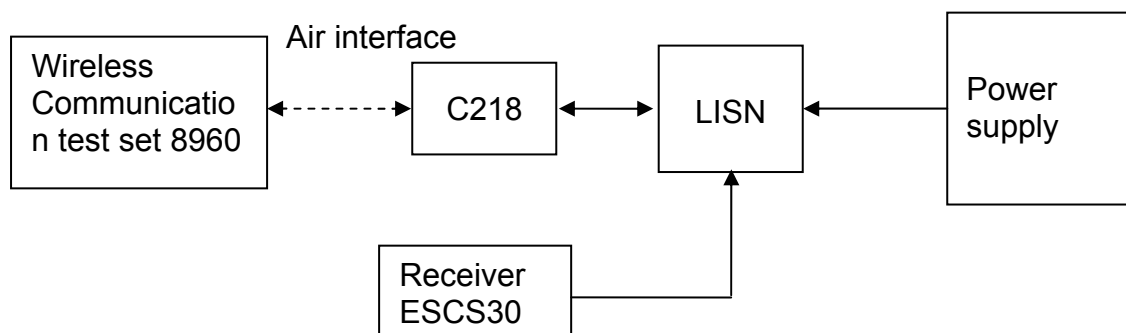 Air interface
Wireless
Communicatio
n test set 8960
C218
LISN
Power
supply
Receiver
ESCS30